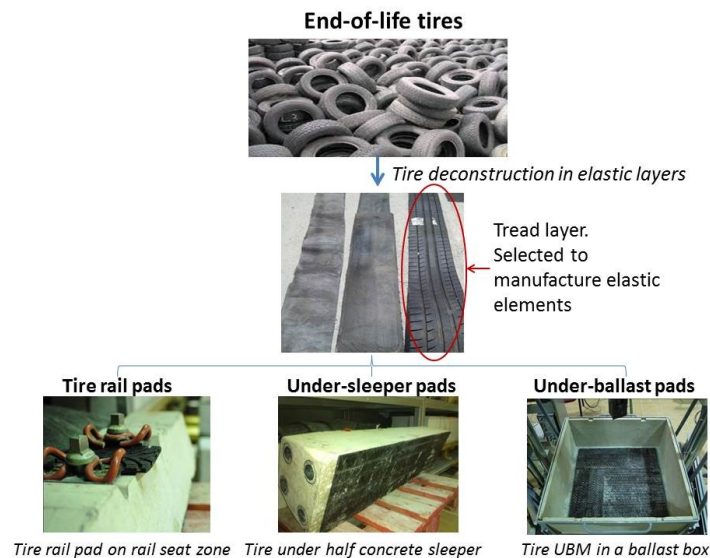 End-of-life tires
Tire deconstruction in elastic layers
Tread layer.
Selected to
manufacture elastic
elements
Tire rail pads
Under-sleeper pads
Under-ballast pads
Tire rail pad on rail seat zone
Tire under half concrete sleeper
Tire UBM in a ballast box